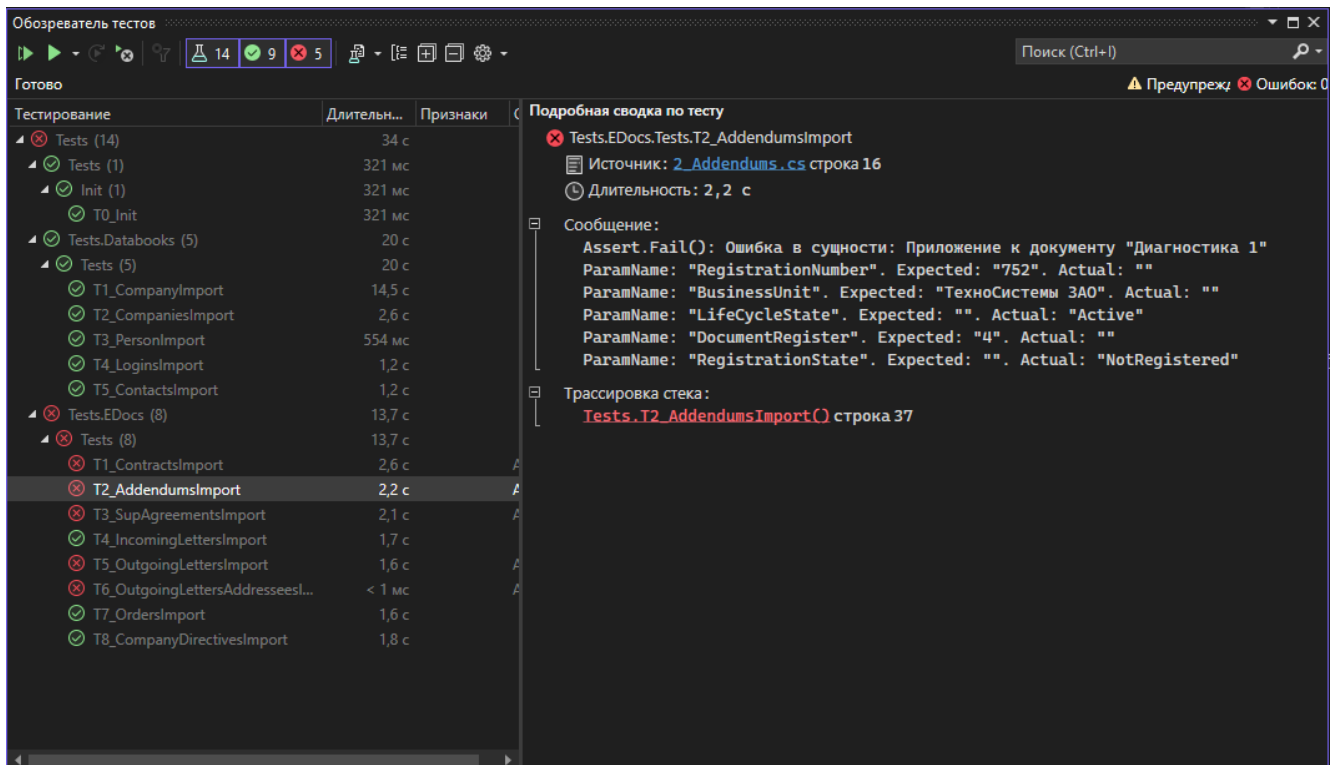 Обозреватель тестов
14 9 5 Поиск (Ctrl+I)
Готово Предупреж Ошибок: 0
Тестирование Длительн... Признаки
Tests (14) 34 с
Tests (1) 321 мс
Init (1) 321 мс
T0_Init 321 мс
Tests.Databooks (5) 20 с
Tests (5) 20 с
T1_CompanyImport 14,5 с
T2_CompaniesImport 2,6 с
T3_PersonImport 554 мс
T4_LoginsImport 1,2 с
T5_ContactsImport 1,2 с
Tests.EDocs (8) 13,7 с
Tests (8) 13,7 с
T1_ContractsImport 2,6 с
T2_AddendumsImport 2,2 с
T3_SupAgreementsImport 2,1 с
T4_IncomingLettersImport 1,7 с
T5_OutgoingLettersImport 1,6 с
T6_OutgoingLettersAddresseesI... < 1 мс
T7_OrdersImport 1,6 с
T8_CompanyDirectivesImport 1,8 с
Подробная сводка по тесту
Tests.EDocs.Tests.T2_AddendumsImport
Источник: 2_Addendums.cs строка 16
Длительность: 2,2 с
Сообщение:
Assert.Fail(): Ошибка в сущности: Приложение к документу "Диагностика 1"
ParamName: "RegistrationNumber". Expected: "752". Actual: ""
ParamName: "BusinessUnit". Expected: "ТехноСистемы ЗАО". Actual: ""
ParamName: "LifeCycleState". Expected: "". Actual: "Active"
ParamName: "DocumentRegister". Expected: "4". Actual: ""
ParamName: "RegistrationState". Expected: "". Actual: "NotRegistered"
Трассировка стека:
Tests.T2_AddendumsImport() строка 37